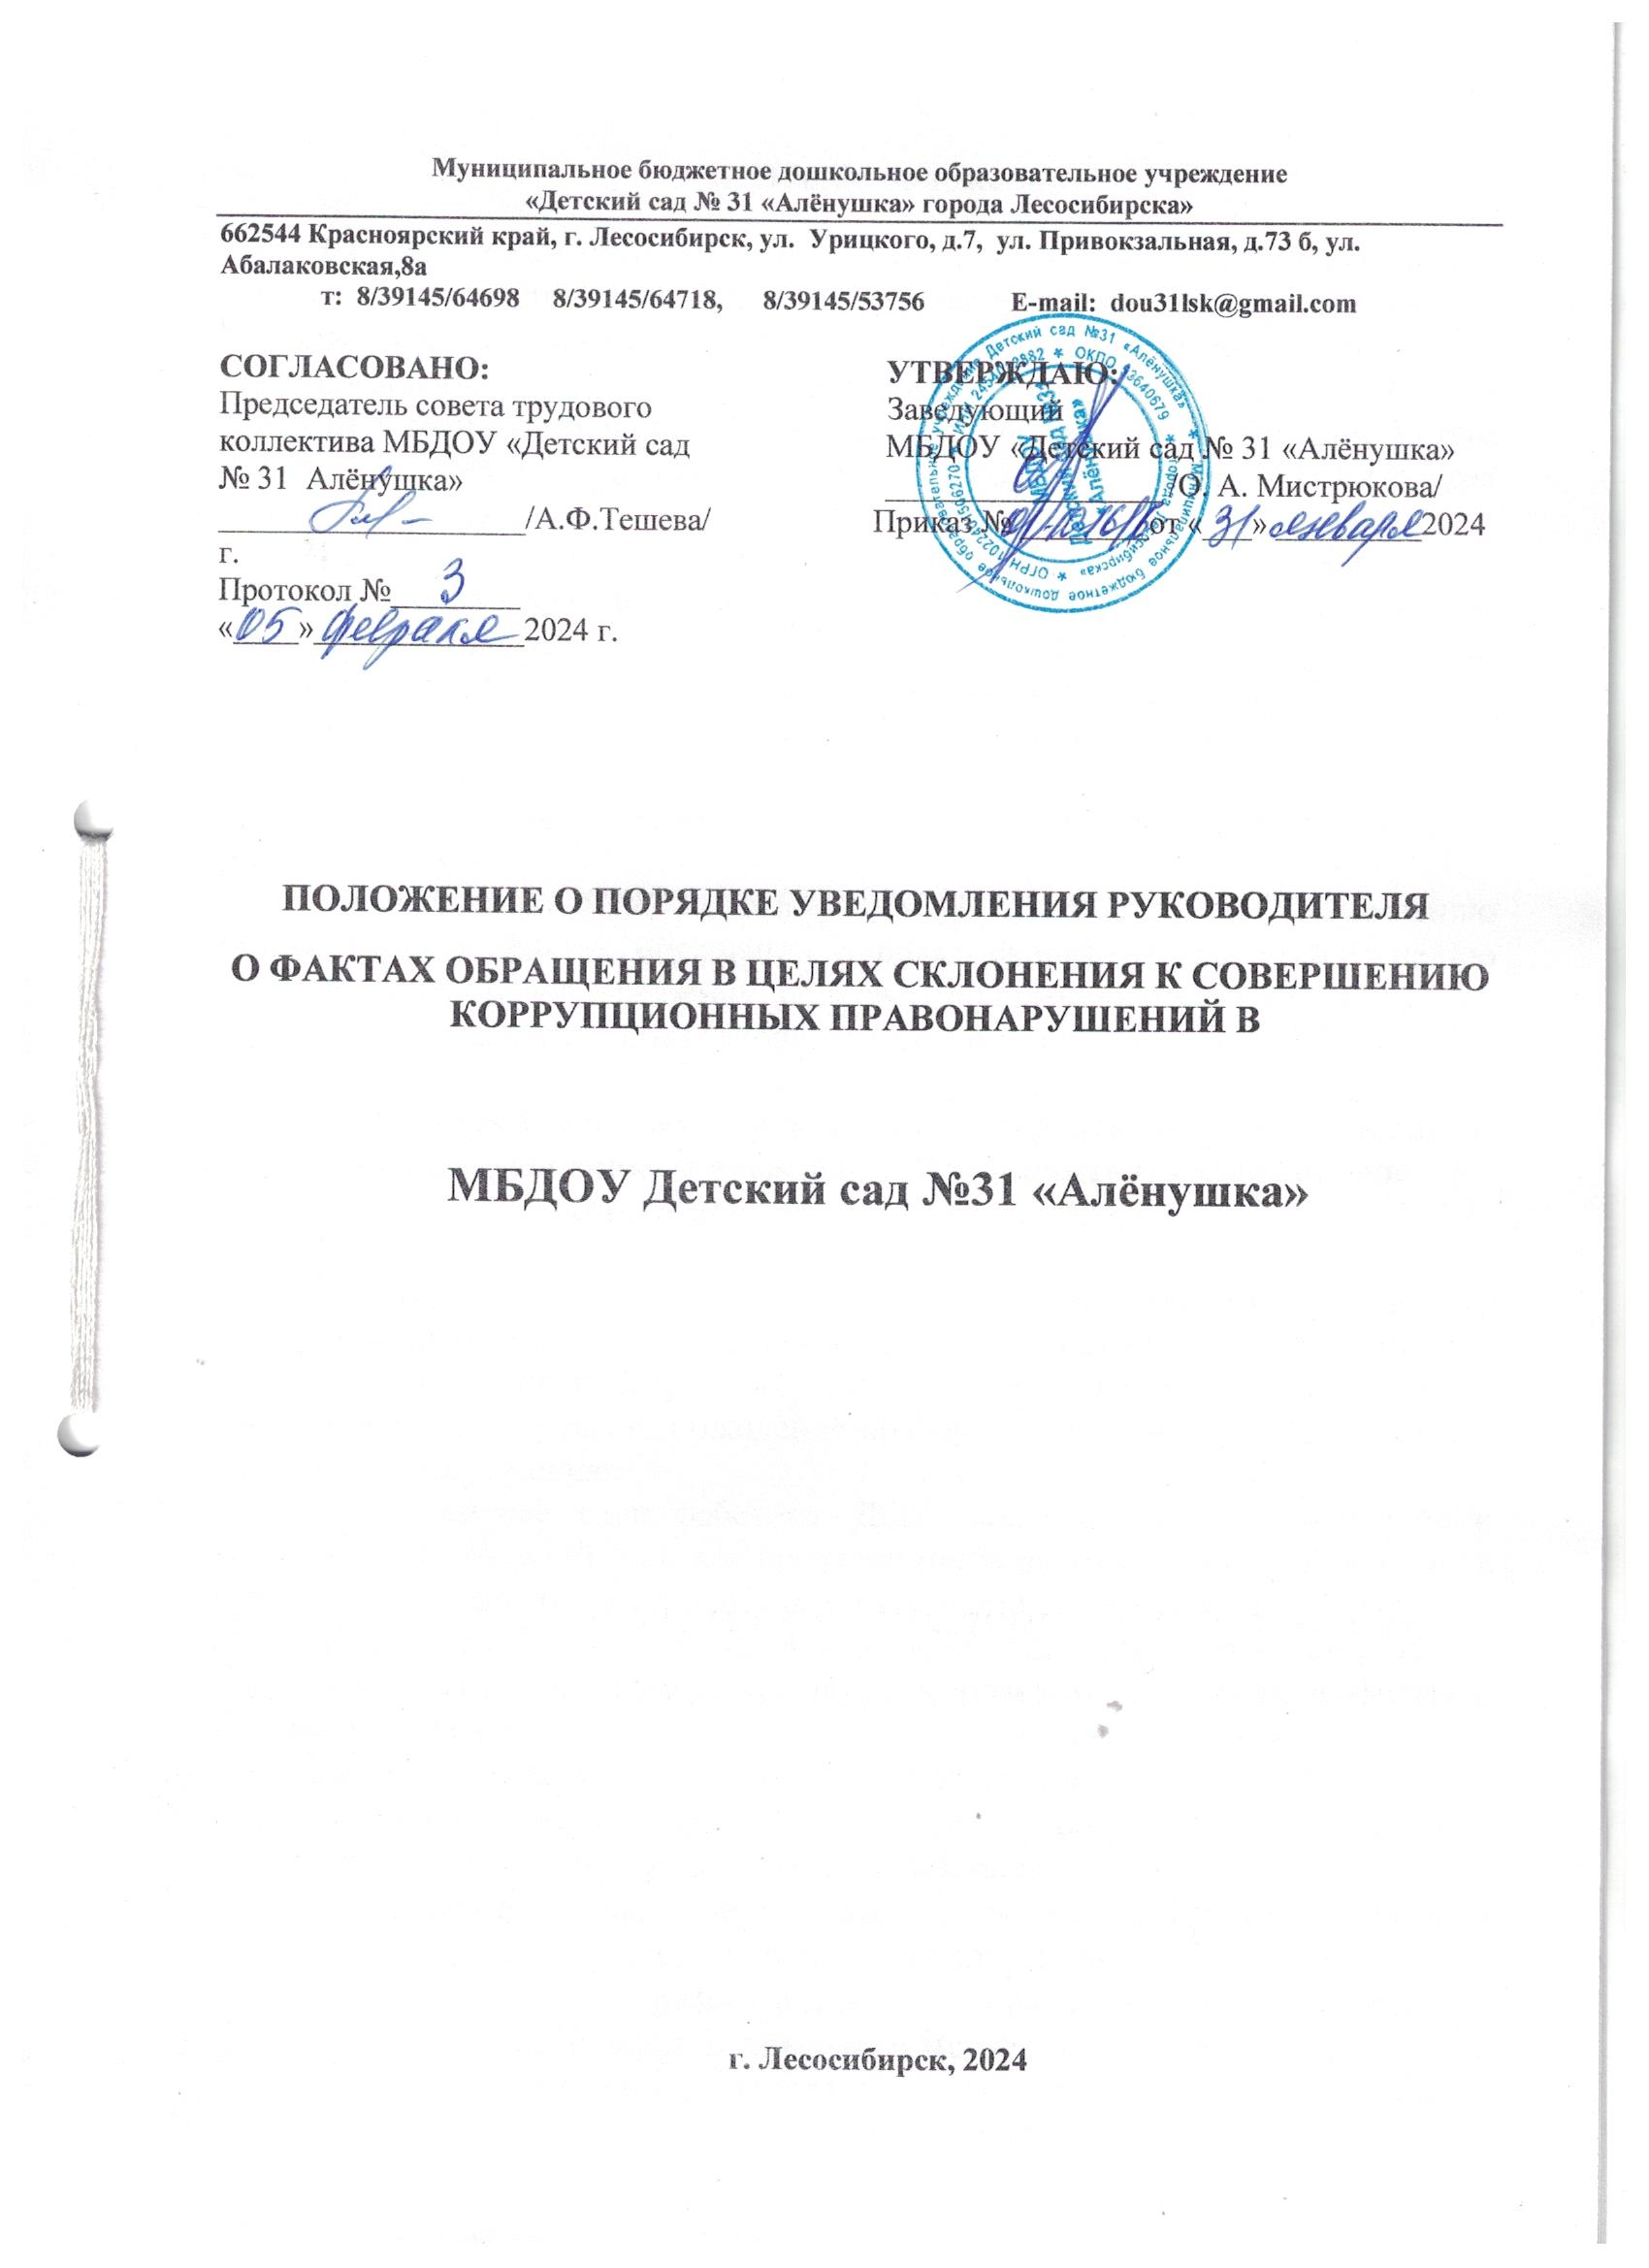 Муниципальное бюджетное дошкольное образовательное учреждение
«Детский сад № 31 «Алёнушка» города Лесосибирска»
662544 Красноярский край, г. Лесосибирск, ул. Урицкого, д.7, ул. Привокзальная, д.73 б, ул.
Абалаковская,8а
т: 8/39145/64698 8/39145/64718, 8/39145/53756 E-mail: dou31lsk@gmail.com
СОГЛАСОВАНО:
Председатель совета трудового
коллектива МБДОУ «Детский сад
№ 31 Алёнушка»
/А.Ф.Тешева/
г.
Протокол № 3
«05» февраля 2024 г.
УТВЕРЖДАЮ:
Заведующий
МБДОУ «Детский сад № 31 «Алёнушка»
/О. А. Мистрюкова/
Приказ № от «31» января 2024
ПОЛОЖЕНИЕ О ПОРЯДКЕ УВЕДОМЛЕНИЯ РУКОВОДИТЕЛЯ
О ФАКТАХ ОБРАЩЕНИЯ В ЦЕЛЯХ СКЛОНЕНИЯ К СОВЕРШЕНИЮ
КОРРУПЦИОННЫХ ПРАВОНАРУШЕНИЙ В
МБДОУ Детский сад №31 «Алёнушка»
г. Лесосибирск, 2024